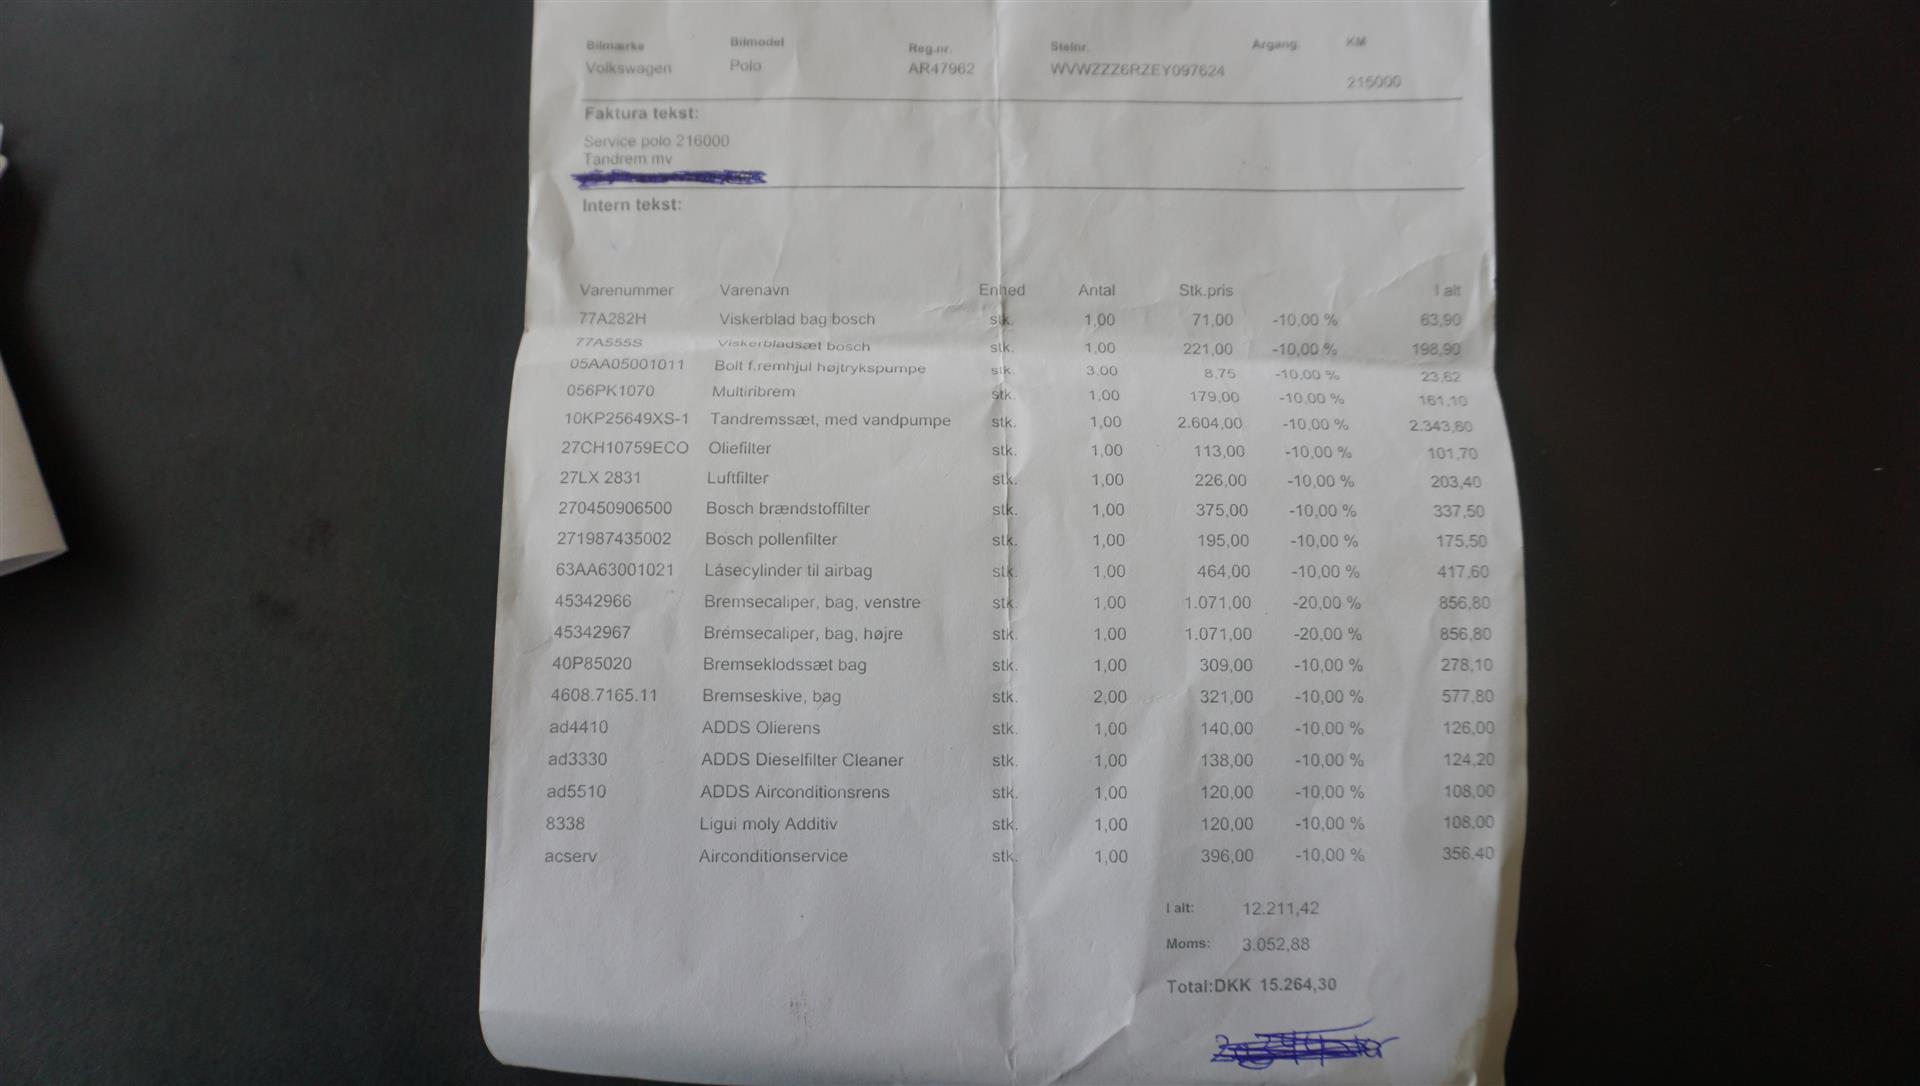 Bilmærke Bilmodel Reg.nr. Stelnr. Årgang. KM
Volkswagen Polo AR47962 WVWZZZ6RZEY097624 215000
Faktura tekst:
Service polo 216000
Tandrem mv
Intern tekst:
Varenummer Varenavn Enhed Antal Stk.pris I alt
77A282H Viskerblad bag bosch stk. 1,00 71,00 -10,00 % 63,90
77A555S Viskerbladsæt bosch stk. 1,00 221,00 -10,00 % 198,90
05AA05001011 Bolt f.remhjul højtrykspumpe stk. 3,00 8,75 -10,00 % 23,62
056PK1070 Multiribrem stk. 1,00 179,00 -10,00 % 161,10
10KP25649XS-1 Tandremssæt, med vandpumpe stk. 1,00 2.604,00 -10,00 % 2.343,60
27CH10759ECO Oliefilter stk. 1,00 113,00 -10,00 % 101,70
27LX 2831 Luftfilter stk. 1,00 226,00 -10,00 % 203,40
270450906500 Bosch brændstoffilter stk. 1,00 375,00 -10,00 % 337,50
271987435002 Bosch pollenfilter stk. 1,00 195,00 -10,00 % 175,50
63AA63001021 Låsecylinder til airbag stk. 1,00 464,00 -10,00 % 417,60
45342966 Bremsecaliper, bag, venstre stk. 1,00 1.071,00 -20,00 % 856,80
45342967 Bremsecaliper, bag, højre stk. 1,00 1.071,00 -20,00 % 856,80
40P85020 Bremseklodssæt bag stk. 1,00 309,00 -10,00 % 278,10
4608.7165.11 Bremseskive, bag stk. 2,00 321,00 -10,00 % 577,80
ad4410 ADDS Olierens stk. 1,00 140,00 -10,00 % 126,00
ad3330 ADDS Dieselfilter Cleaner stk. 1,00 138,00 -10,00 % 124,20
ad5510 ADDS Airconditionsrens stk. 1,00 120,00 -10,00 % 108,00
8338 Ligui moly Additiv stk. 1,00 120,00 -10,00 % 108,00
acserv Airconditionservice stk. 1,00 396,00 -10,00 % 356,40
I alt: 12.211,42
Moms: 3.052,88
Total:DKK 15.264,30